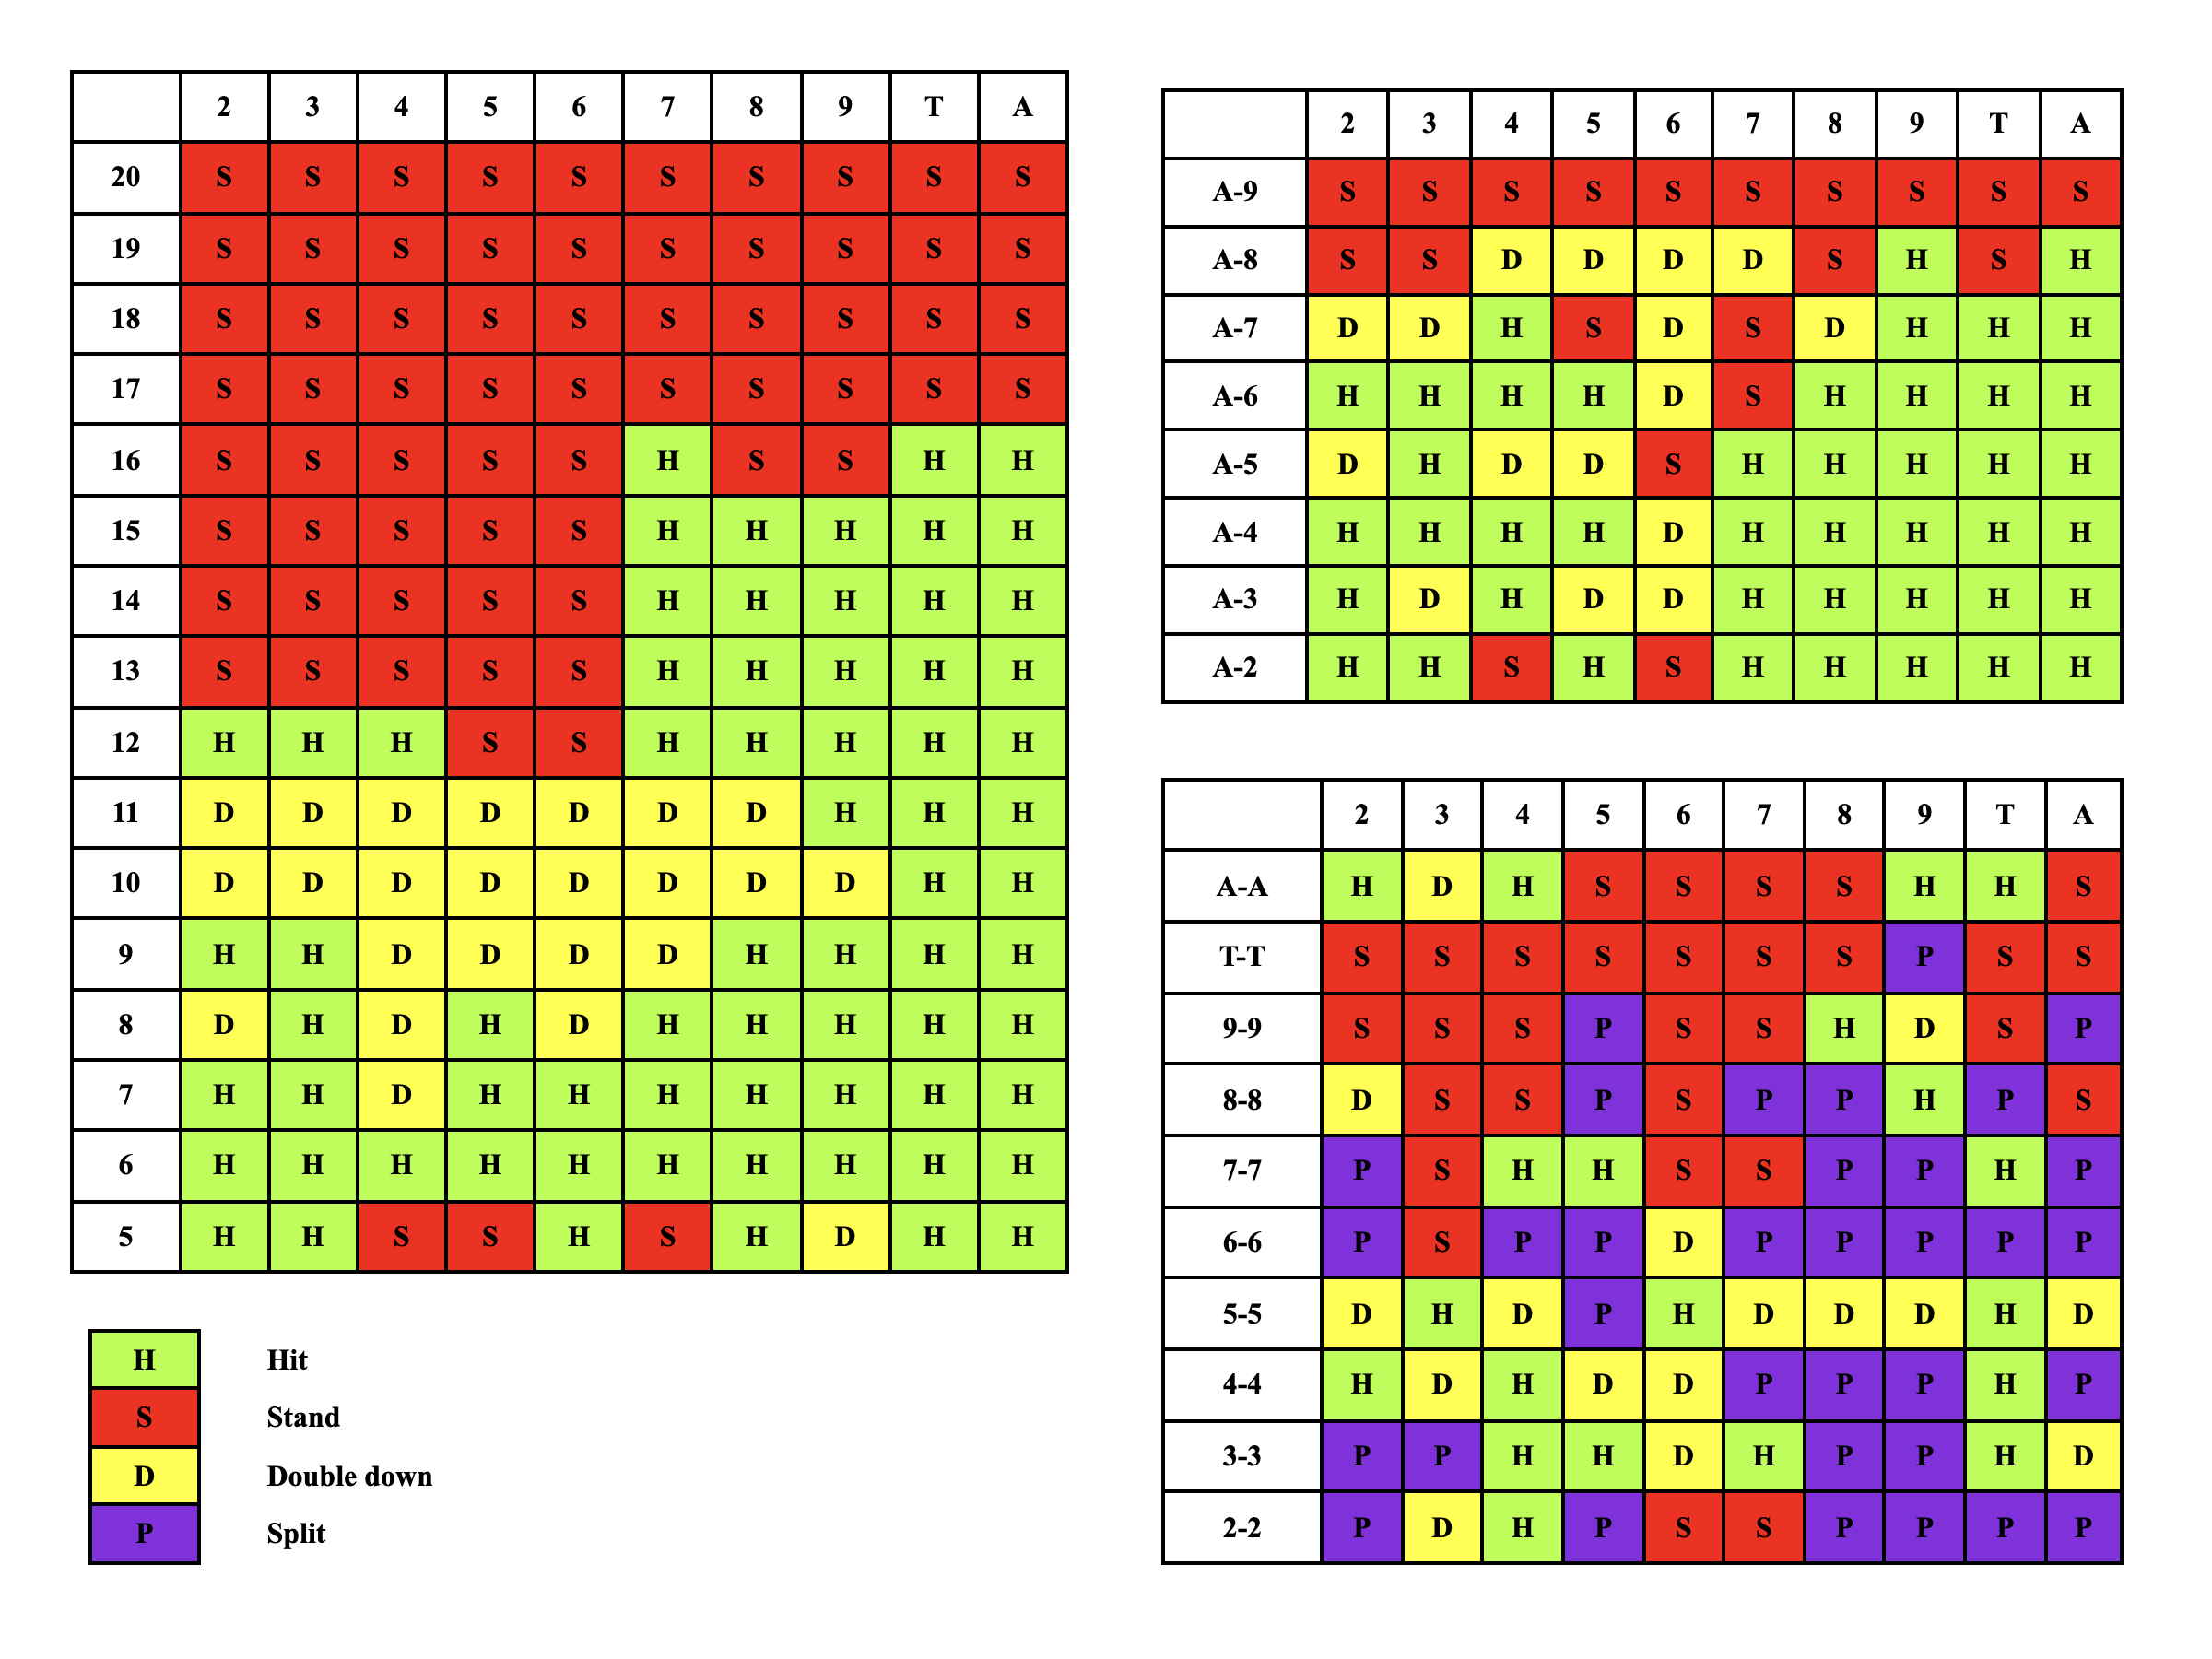 2 3 4 5 6 7 8 9 T A
20 S S S S S S S S S S
19 S S S S S S S S S S
18 S S S S S S S S S S
17 S S S S S S S S S S
16 S S S S S H S S H H
15 S S S S S H H H H H
14 S S S S S H H H H H
13 S S S S S H H H H H
12 H H H S S H H H H H
11 D D D D D D D H H H
10 D D D D D D D D H H
9 H H D D D D H H H H
8 D H D H D H H H H H
7 H H D H H H H H H H
6 H H H H H H H H H H
5 H H S S H S H D H H
H Hit
S Stand
D Double down
P Split
2 3 4 5 6 7 8 9 T A
A-9 S S S S S S S S S S
A-8 S S D D D D S H S H
A-7 D D H S D S D H H H
A-6 H H H H D S H H H H
A-5 D H D D S H H H H H
A-4 H H H H D H H H H H
A-3 H D H D D H H H H H
A-2 H H S H S H H H H H
2 3 4 5 6 7 8 9 T A
A-A H D H S S S S H H S
T-T S S S S S S S P S S
9-9 S S S P S S H D S P
8-8 D S S P S P P H P S
7-7 P S H H S S P P H P
6-6 P S P P D P P P P P
5-5 D H D P H D D D H D
4-4 H D H D D P P P H P
3-3 P P H H D H P P H D
2-2 P D H P S S P P P P